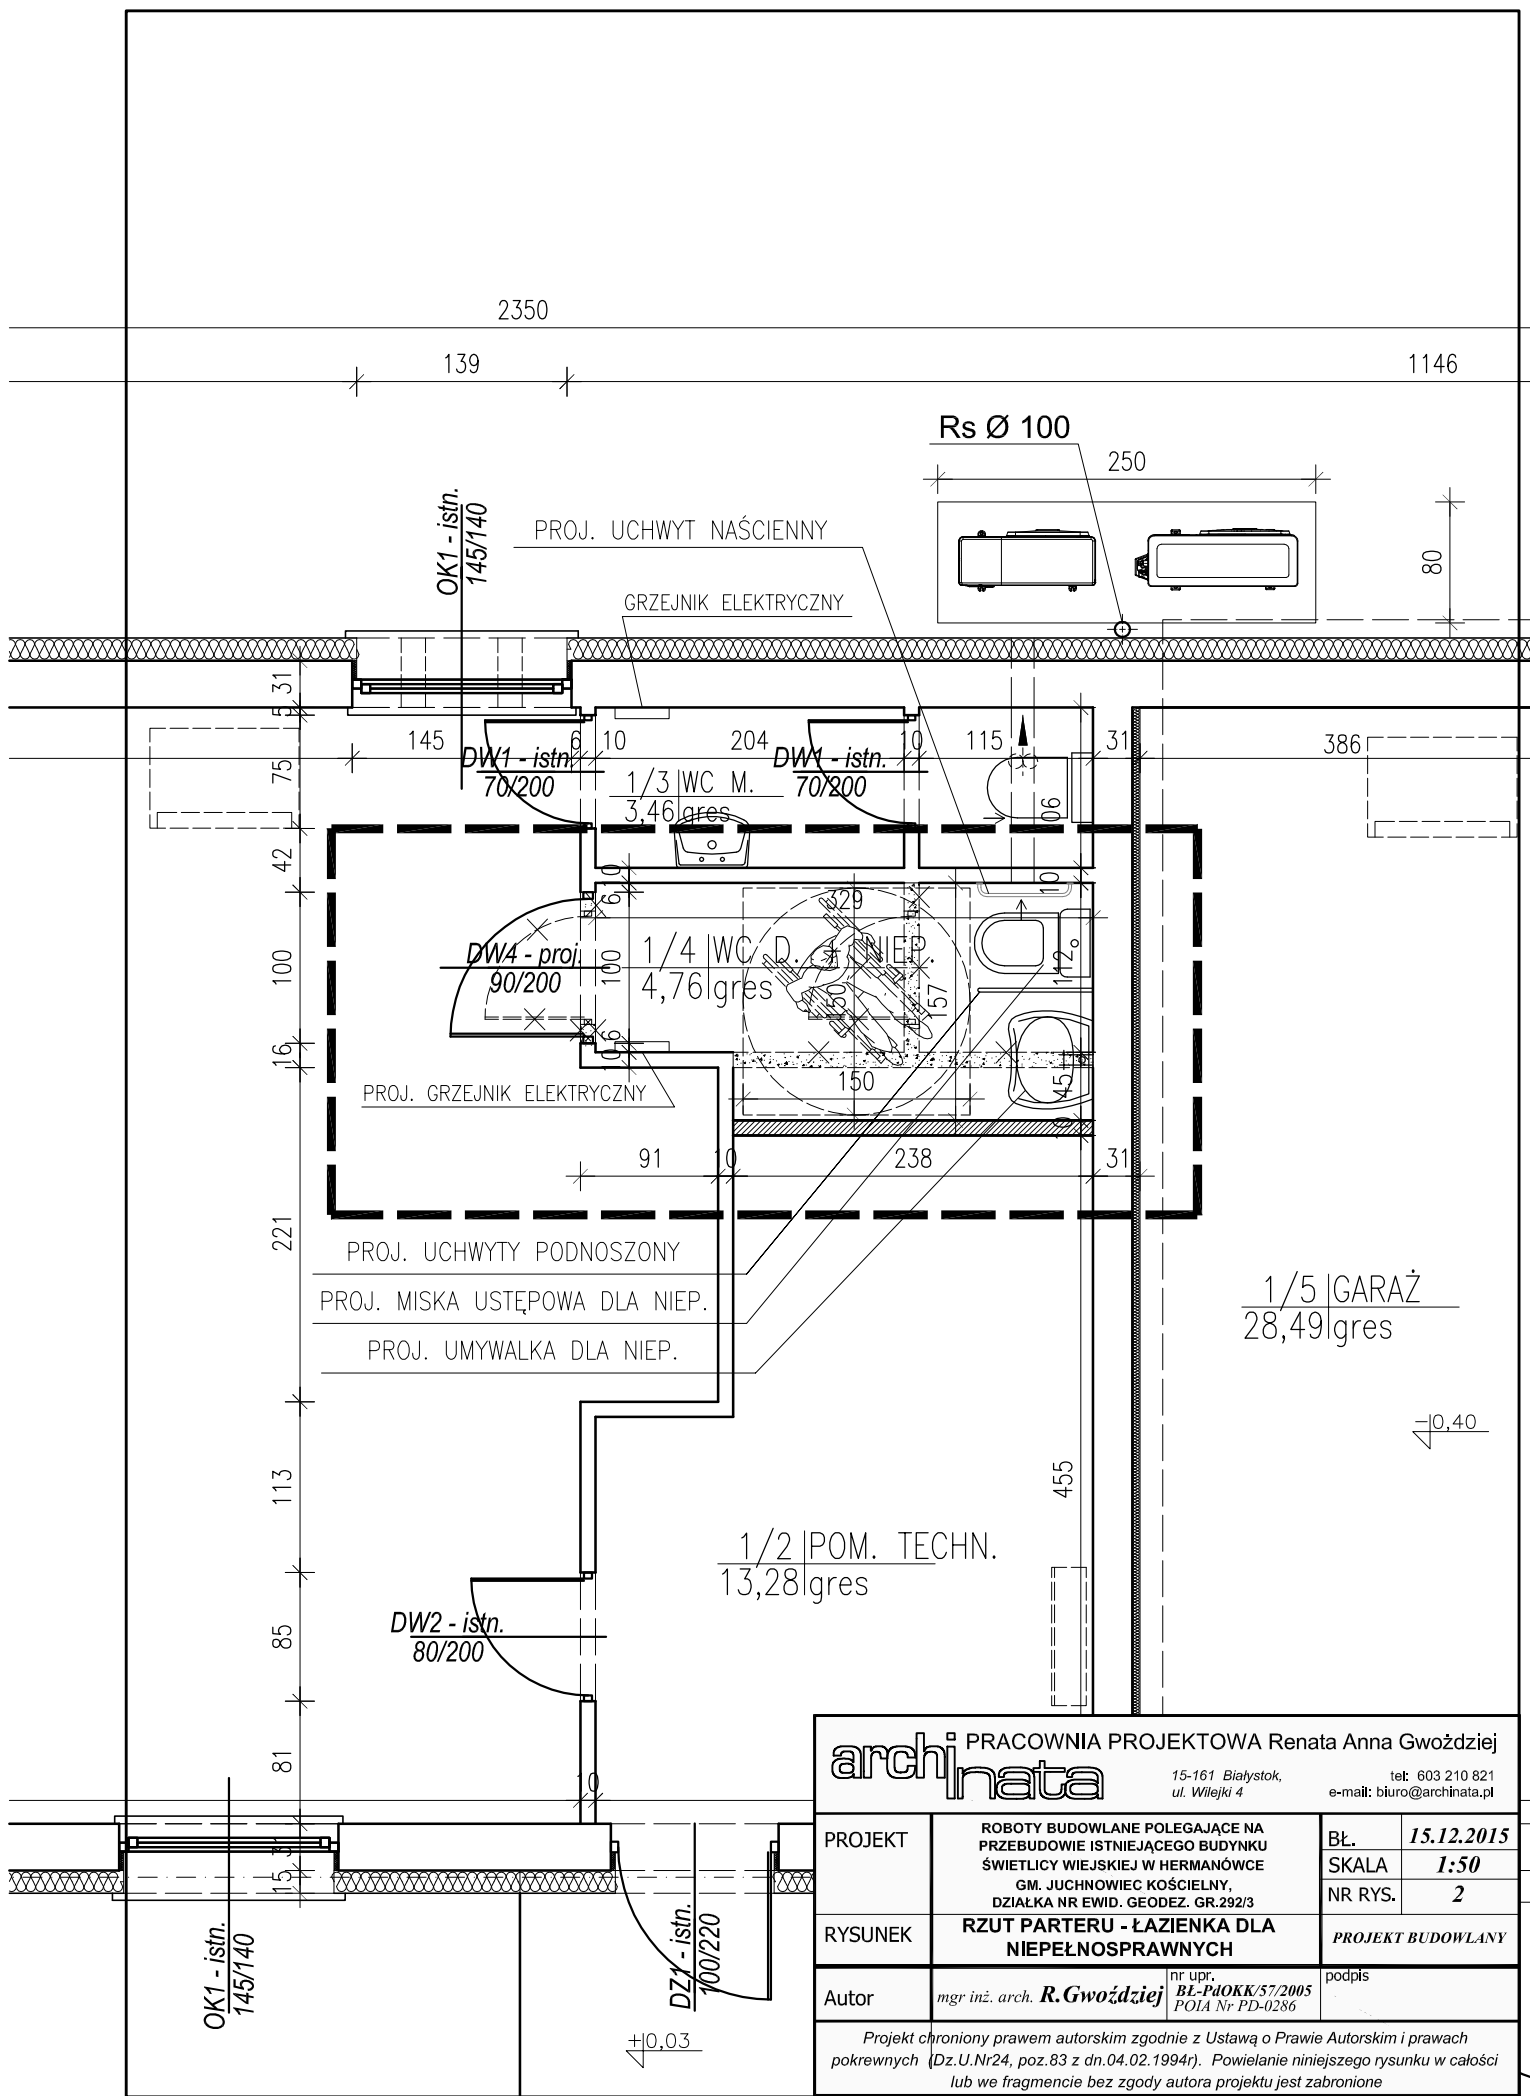 2350
139
1146
Rs Ø 100
250
80
OK1 - istn.
145/140
PROJ. UCHWYT NAŚCIENNY
GRZEJNIK ELEKTRYCZNY
31
5
75
42
100
16
221
113
85
81
31
15
145
6
10
204
10
115
31
386
DW1 - istn.
70/200
DW1 - istn.
70/200
1/3 WC M.
3,46 gres
90
10
6
10
329
DW4 - proj.
90/200
100
1/4 WC D. + NIEP.
4,76 gres
150
157
112
6
10
45
10
150
PROJ. GRZEJNIK ELEKTRYCZNY
91
10
238
31
PROJ. UCHWYTY PODNOSZONY
PROJ. MISKA USTĘPOWA DLA NIEP.
PROJ. UMYWALKA DLA NIEP.
1/5 GARAŻ
28,49 gres
-0,40
455
1/2 POM. TECHN.
13,28 gres
DW2 - istn.
80/200
10
OK1 - istn.
145/140
DZ1 - istn.
100/220
+0,03
archinata
PRACOWNIA PROJEKTOWA Renata Anna Gwoździej
15-161 Białystok,
ul. Wilejki 4
tel: 603 210 821
e-mail: biuro@archinata.pl
PROJEKT
ROBOTY BUDOWLANE POLEGAJĄCE NA
PRZEBUDOWIE ISTNIEJĄCEGO BUDYNKU
ŚWIETLICY WIEJSKIEJ W HERMANÓWCE
GM. JUCHNOWIEC KOŚCIELNY,
DZIAŁKA NR EWID. GEODEZ. GR.292/3
BŁ. 15.12.2015
SKALA 1:50
NR RYS. 2
RYSUNEK
RZUT PARTERU - ŁAZIENKA DLA
NIEPEŁNOSPRAWNYCH
PROJEKT BUDOWLANY
Autor
mgr inż. arch. R.Gwoździej
nr upr.
BŁ-PdOKK/57/2005
POIA Nr PD-0286
podpis
Projekt chroniony prawem autorskim zgodnie z Ustawą o Prawie Autorskim i prawach
pokrewnych (Dz.U.Nr24, poz.83 z dn.04.02.1994r). Powielanie niniejszego rysunku w całości
lub we fragmencie bez zgody autora projektu jest zabronione